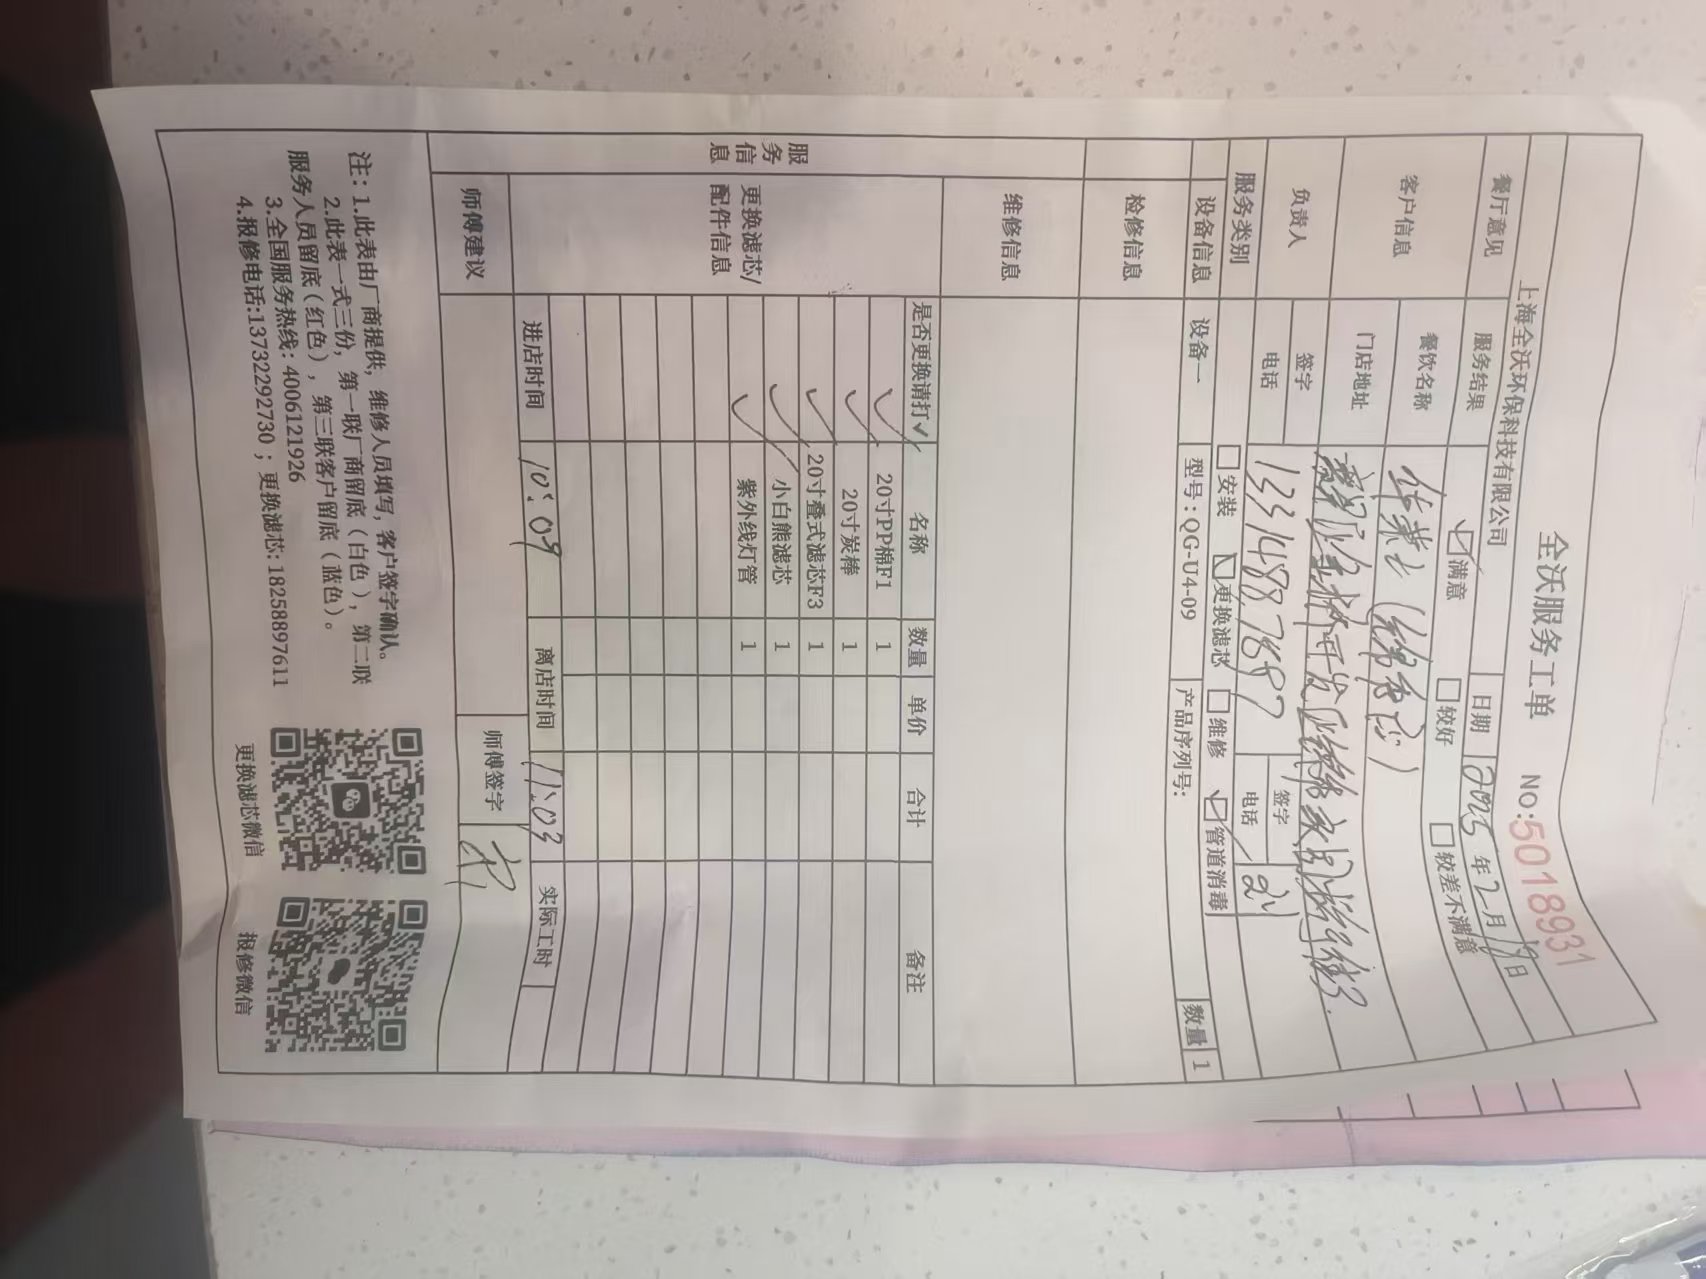 全沃服务工单 NO:5018931
上海全沃环保科技有限公司 日期 2025年2月19日
餐厅意见 服务结果 满意 较好 较差不满意
客户信息 餐饮名称 华莱士
门店地址
负责人 签字 签字
电话 13314887687 电话
服务类别 安装 更换滤芯 维修 管道消毒
设备信息 设备一 型号:QG-U4-09 产品序列号: 数量 1
服务信息
检修信息
维修信息
更换滤芯/配件信息
是否更换请打✓ 名称 数量 单价 合计 备注
✓ 20寸PP棉F1 1
✓ 20寸炭棒 1
✓ 20寸叠式滤芯F3 1
✓ 小白熊滤芯 1
✓ 紫外线灯管 1
进店时间 10:09 离店时间 11:03 实际工时
师傅建议 师傅签字
注:1.此表由厂商提供,维修人员填写,客户签字确认。
2.此表一式三份,第一联厂商留底(白色),第二联
服务人员留底(红色),第三联客户留底(蓝色)。
3.全国服务热线:4006121926
4.报修电话:13732292730;更换滤芯:18258897611
更换滤芯微信 报修微信